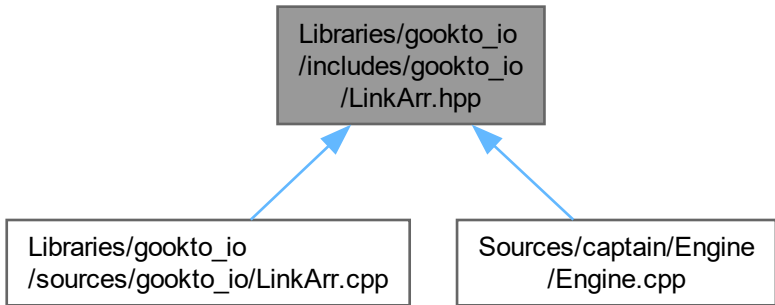 Libraries/gookto_io
/includes/gookto_io
/LinkArr.hpp
Libraries/gookto_io
/sources/gookto_io/LinkArr.cpp
Sources/captain/Engine
/Engine.cpp